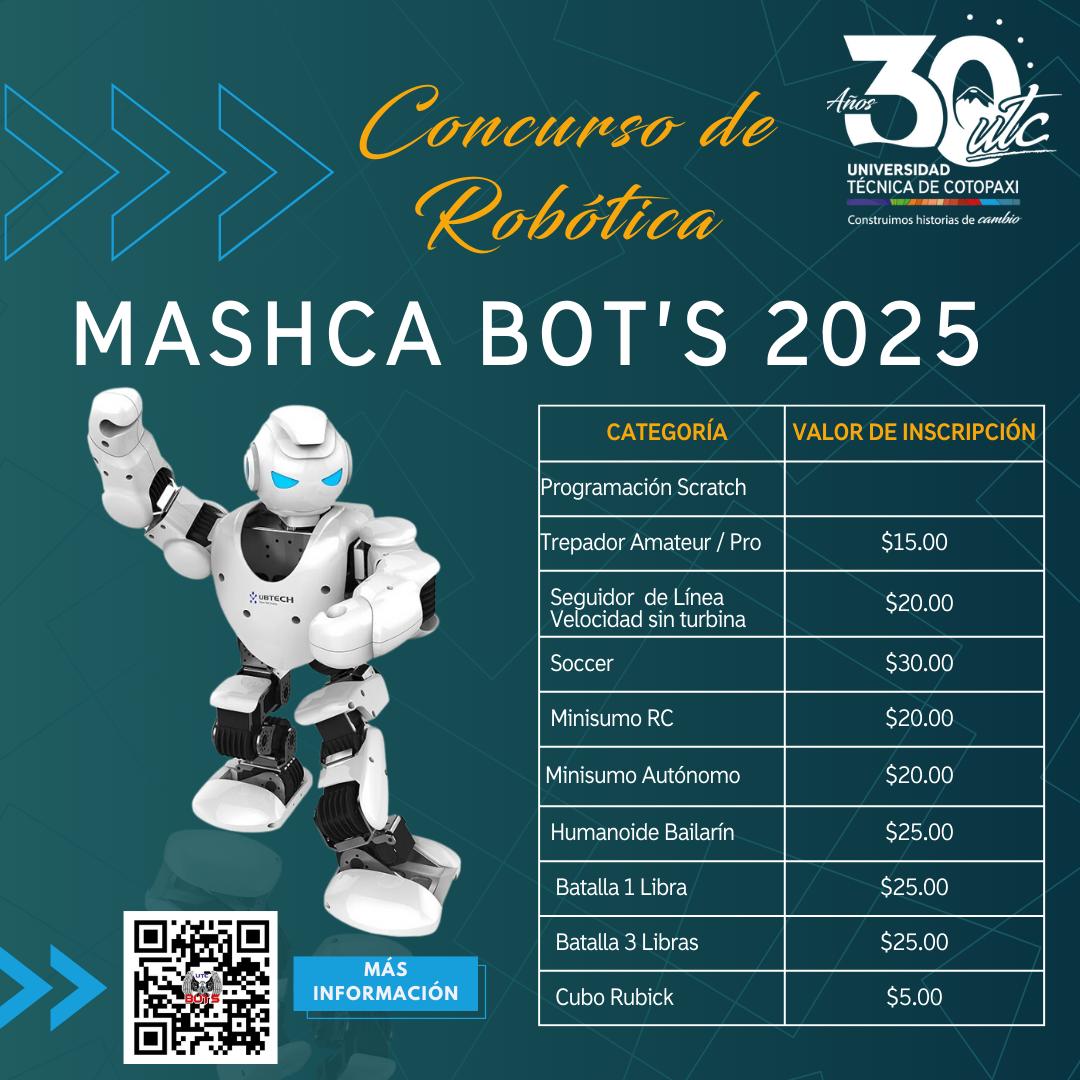 Concurso de
Robótica
Años
30
utc
UNIVERSIDAD
TÉCNICA DE COTOPAXI
Construimos historias de cambio
MASHCA BOT'S 2025
CATEGORÍA VALOR DE INSCRIPCIÓN
Programación Scratch
Trepador Amateur / Pro $15.00
Seguidor de Línea
Velocidad sin turbina $20.00
Soccer $30.00
Minisumo RC $20.00
Minisumo Autónomo $20.00
Humanoide Bailarín $25.00
Batalla 1 Libra $25.00
Batalla 3 Libras $25.00
Cubo Rubick $5.00
UBTECH
UTC
BOTS
MÁS
INFORMACIÓN